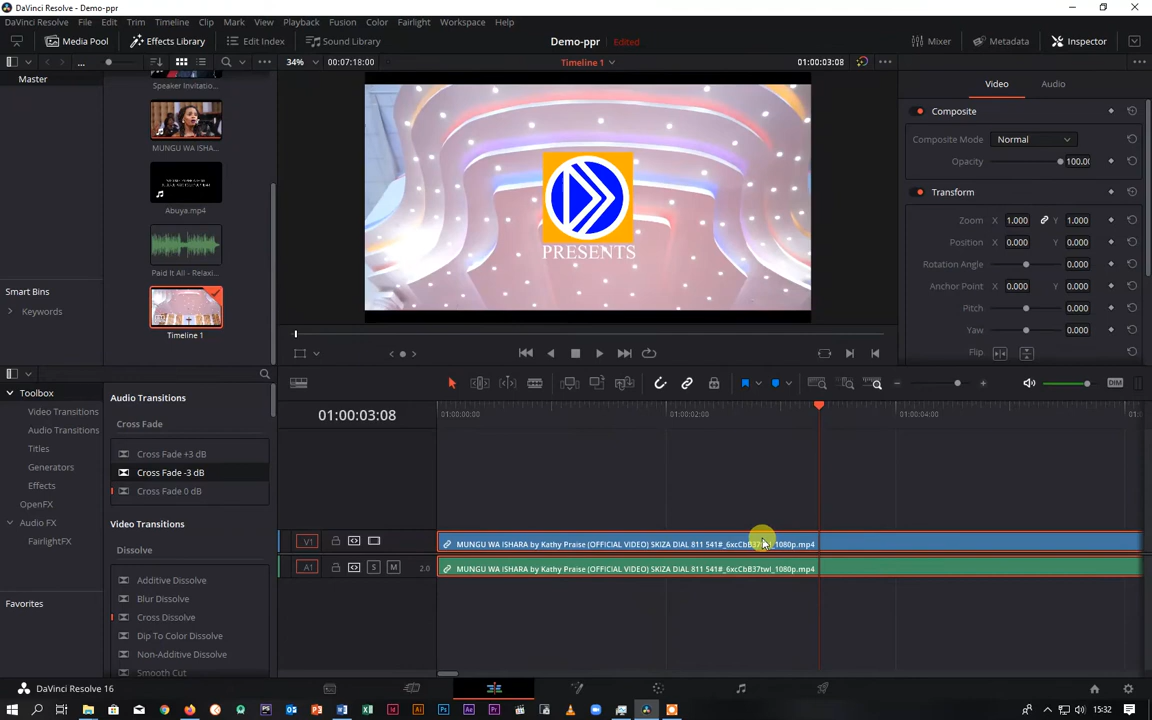 DaVinci Resolve - Demo-ppr
DaVinci Resolve File Edit Trim Timeline Clip Mark View Playback Fusion Color Fairlight Workspace Help
Media Pool Effects Library Edit Index Sound Library Demo-ppr Edited Mixer Metadata Inspector
... 34% 00:07:18:00 Timeline 1 01:00:03:08
Master
Speaker Invitatio...
MUNGU WA ISHA...
Abuya.mp4
Paid It All - Relaxi...
Timeline 1
Smart Bins
Keywords
PRESENTS
Video Audio
Composite
Composite Mode Normal
Opacity 100.00
Transform
Zoom X 1.000 Y 1.000
Position X 0.000 Y 0.000
Rotation Angle 0.000
Anchor Point X 0.000 Y 0.000
Pitch 0.000
Yaw 0.000
Flip
Toolbox
Video Transitions
Audio Transitions
Titles
Generators
Effects
OpenFX
Audio FX
FairlightFX
Favorites
Audio Transitions
Cross Fade
Cross Fade +3 dB
Cross Fade -3 dB
Cross Fade 0 dB
Video Transitions
Dissolve
Additive Dissolve
Blur Dissolve
Cross Dissolve
Dip To Color Dissolve
Non-Additive Dissolve
Smooth Cut
DIM
01:00:03:08 01:00:00:00 01:00:02:00 01:00:04:00
V1 MUNGU WA ISHARA by Kathy Praise (OFFICIAL VIDEO) SKIZA DIAL 811 541#_6xcCbB37twI_1080p.mp4
A1 S M 2.0 MUNGU WA ISHARA by Kathy Praise (OFFICIAL VIDEO) SKIZA DIAL 811 541#_6xcCbB37twI_1080p.mp4
DaVinci Resolve 16
15:32